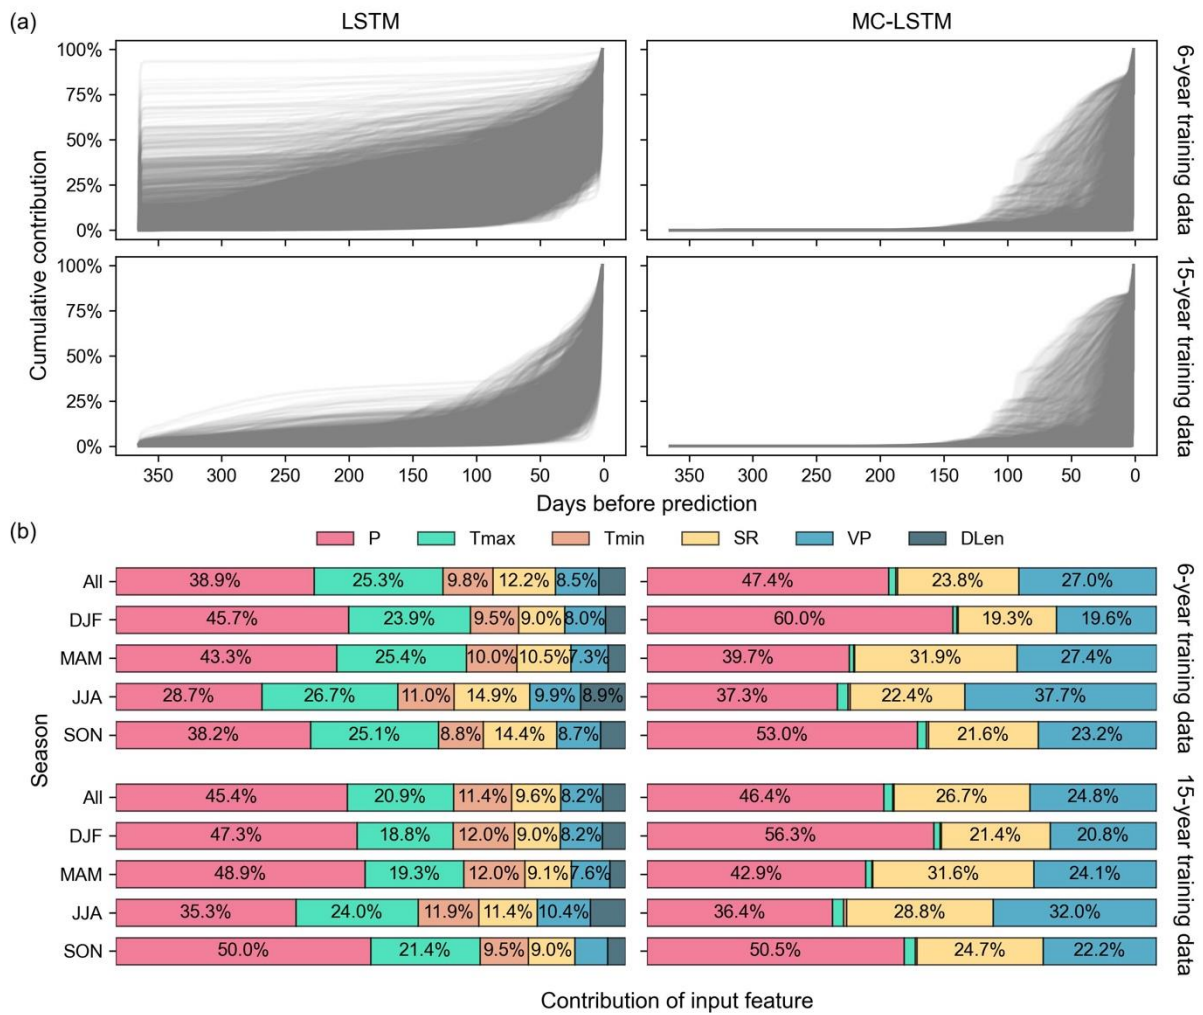 (a)
LSTM
MC-LSTM
100%
75%
50%
25%
0%
6-year training data
100%
75%
50%
25%
0%
15-year training data
Cumulative contribution
350 300 250 200 150 100 50 0
350 300 250 200 150 100 50 0
Days before prediction
(b)
P Tmax Tmin SR VP DLen
All 38.9% 25.3% 9.8% 12.2% 8.5% 47.4% 23.8% 27.0%
DJF 45.7% 23.9% 9.5% 9.0% 8.0% 60.0% 19.3% 19.6%
MAM 43.3% 25.4% 10.0% 10.5% 7.3% 39.7% 31.9% 27.4%
JJA 28.7% 26.7% 11.0% 14.9% 9.9% 8.9% 37.3% 22.4% 37.7%
SON 38.2% 25.1% 8.8% 14.4% 8.7% 53.0% 21.6% 23.2%
6-year training data
Season
All 45.4% 20.9% 11.4% 9.6% 8.2% 46.4% 26.7% 24.8%
DJF 47.3% 18.8% 12.0% 9.0% 8.2% 56.3% 21.4% 20.8%
MAM 48.9% 19.3% 12.0% 9.1% 7.6% 42.9% 31.6% 24.1%
JJA 35.3% 24.0% 11.9% 11.4% 10.4% 36.4% 28.8% 32.0%
SON 50.0% 21.4% 9.5% 9.0% 50.5% 24.7% 22.2%
15-year training data
Contribution of input feature